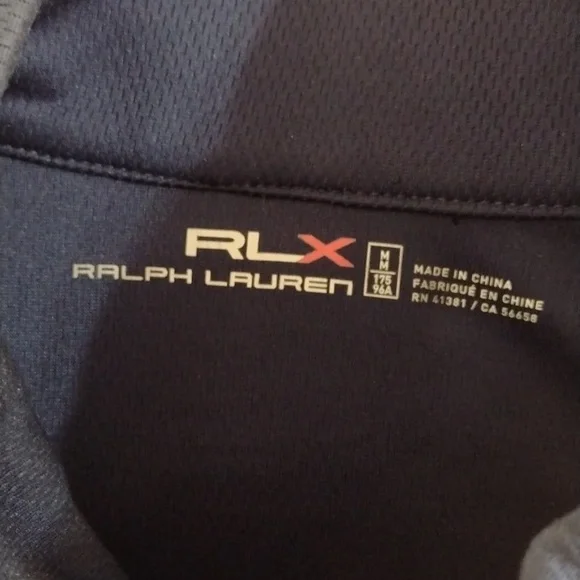 RLX
RALPH LAUREN
M
M
175
96A
MADE IN CHINA
FABRIQUÉ EN CHINE
RN 41381 / CA 56658